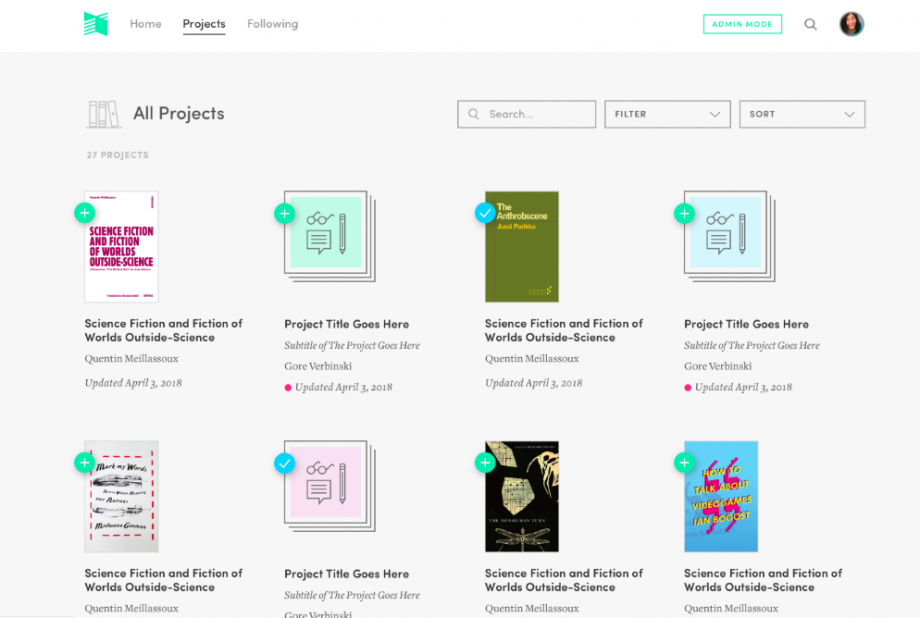 Home Projects Following
ADMIN MODE
All Projects
Search...
FILTER
SORT
27 PROJECTS
SCIENCE FICTION
AND FICTION
OF WORLDS
OUTSIDE-SCIENCE
The
Anthrobscene
Jussi Parikka
Science Fiction and Fiction of
Worlds Outside-Science
Quentin Meillassoux
Updated April 3, 2018
Project Title Goes Here
Subtitle of The Project Goes Here
Gore Verbinski
Updated April 3, 2018
Science Fiction and Fiction of
Worlds Outside-Science
Quentin Meillassoux
Updated April 3, 2018
Project Title Goes Here
Subtitle of The Project Goes Here
Gore Verbinski
Updated April 3, 2018
Mark my Words
HOW TO
TALK ABOUT
VIDEOGAMES
IAN BOGOST
Science Fiction and Fiction of
Worlds Outside-Science
Quentin Meillassoux
Project Title Goes Here
Subtitle of The Project Goes Here
Gore Verbinski
Science Fiction and Fiction of
Worlds Outside-Science
Quentin Meillassoux
Science Fiction and Fiction of
Worlds Outside-Science
Quentin Meillassoux